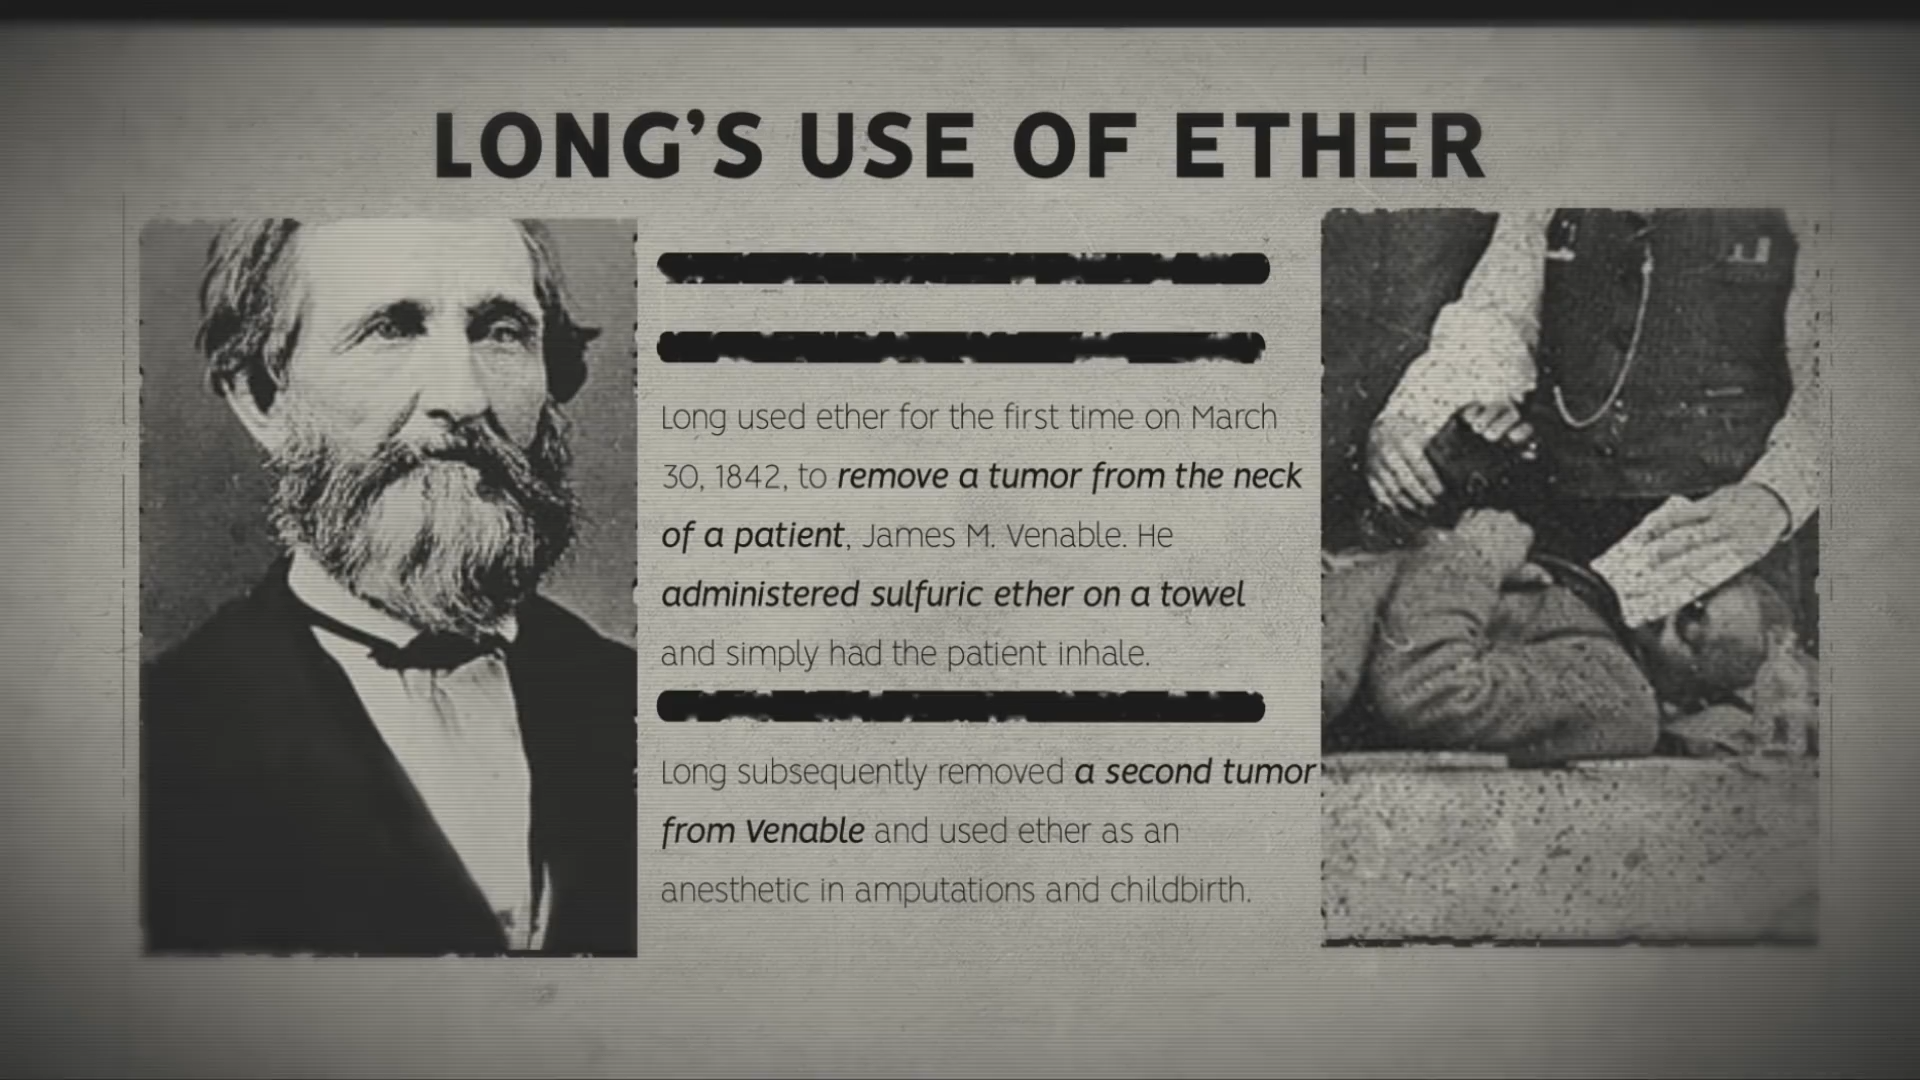 LONG'S USE OF ETHER
Long used ether for the first time on March
30, 1842, to remove a tumor from the neck
of a patient, James M. Venable. He
administered sulfuric ether on a towel
and simply had the patient inhale.
Long subsequently removed a second tumor
from Venable and used ether as an
anesthetic in amputations and childbirth.